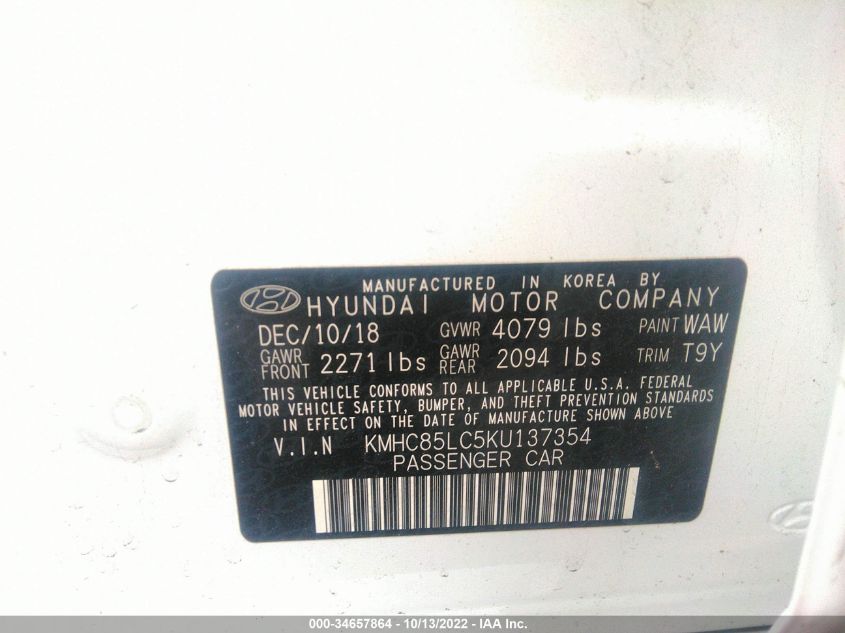 MANUFACTURED IN KOREA BY
HYUNDAI MOTOR COMPANY
DEC/10/18 GVWR 4079 lbs PAINT WAW
GAWR FRONT 2271 lbs GAWR REAR 2094 lbs TRIM T9Y
THIS VEHICLE CONFORMS TO ALL APPLICABLE U.S.A. FEDERAL
MOTOR VEHICLE SAFETY, BUMPER, AND THEFT PREVENTION STANDARDS
IN EFFECT ON THE DATE OF MANUFACTURE SHOWN ABOVE
V.I.N KMHC85LC5KU137354
PASSENGER CAR
000-34657864 - 10/13/2022 - IAA Inc.